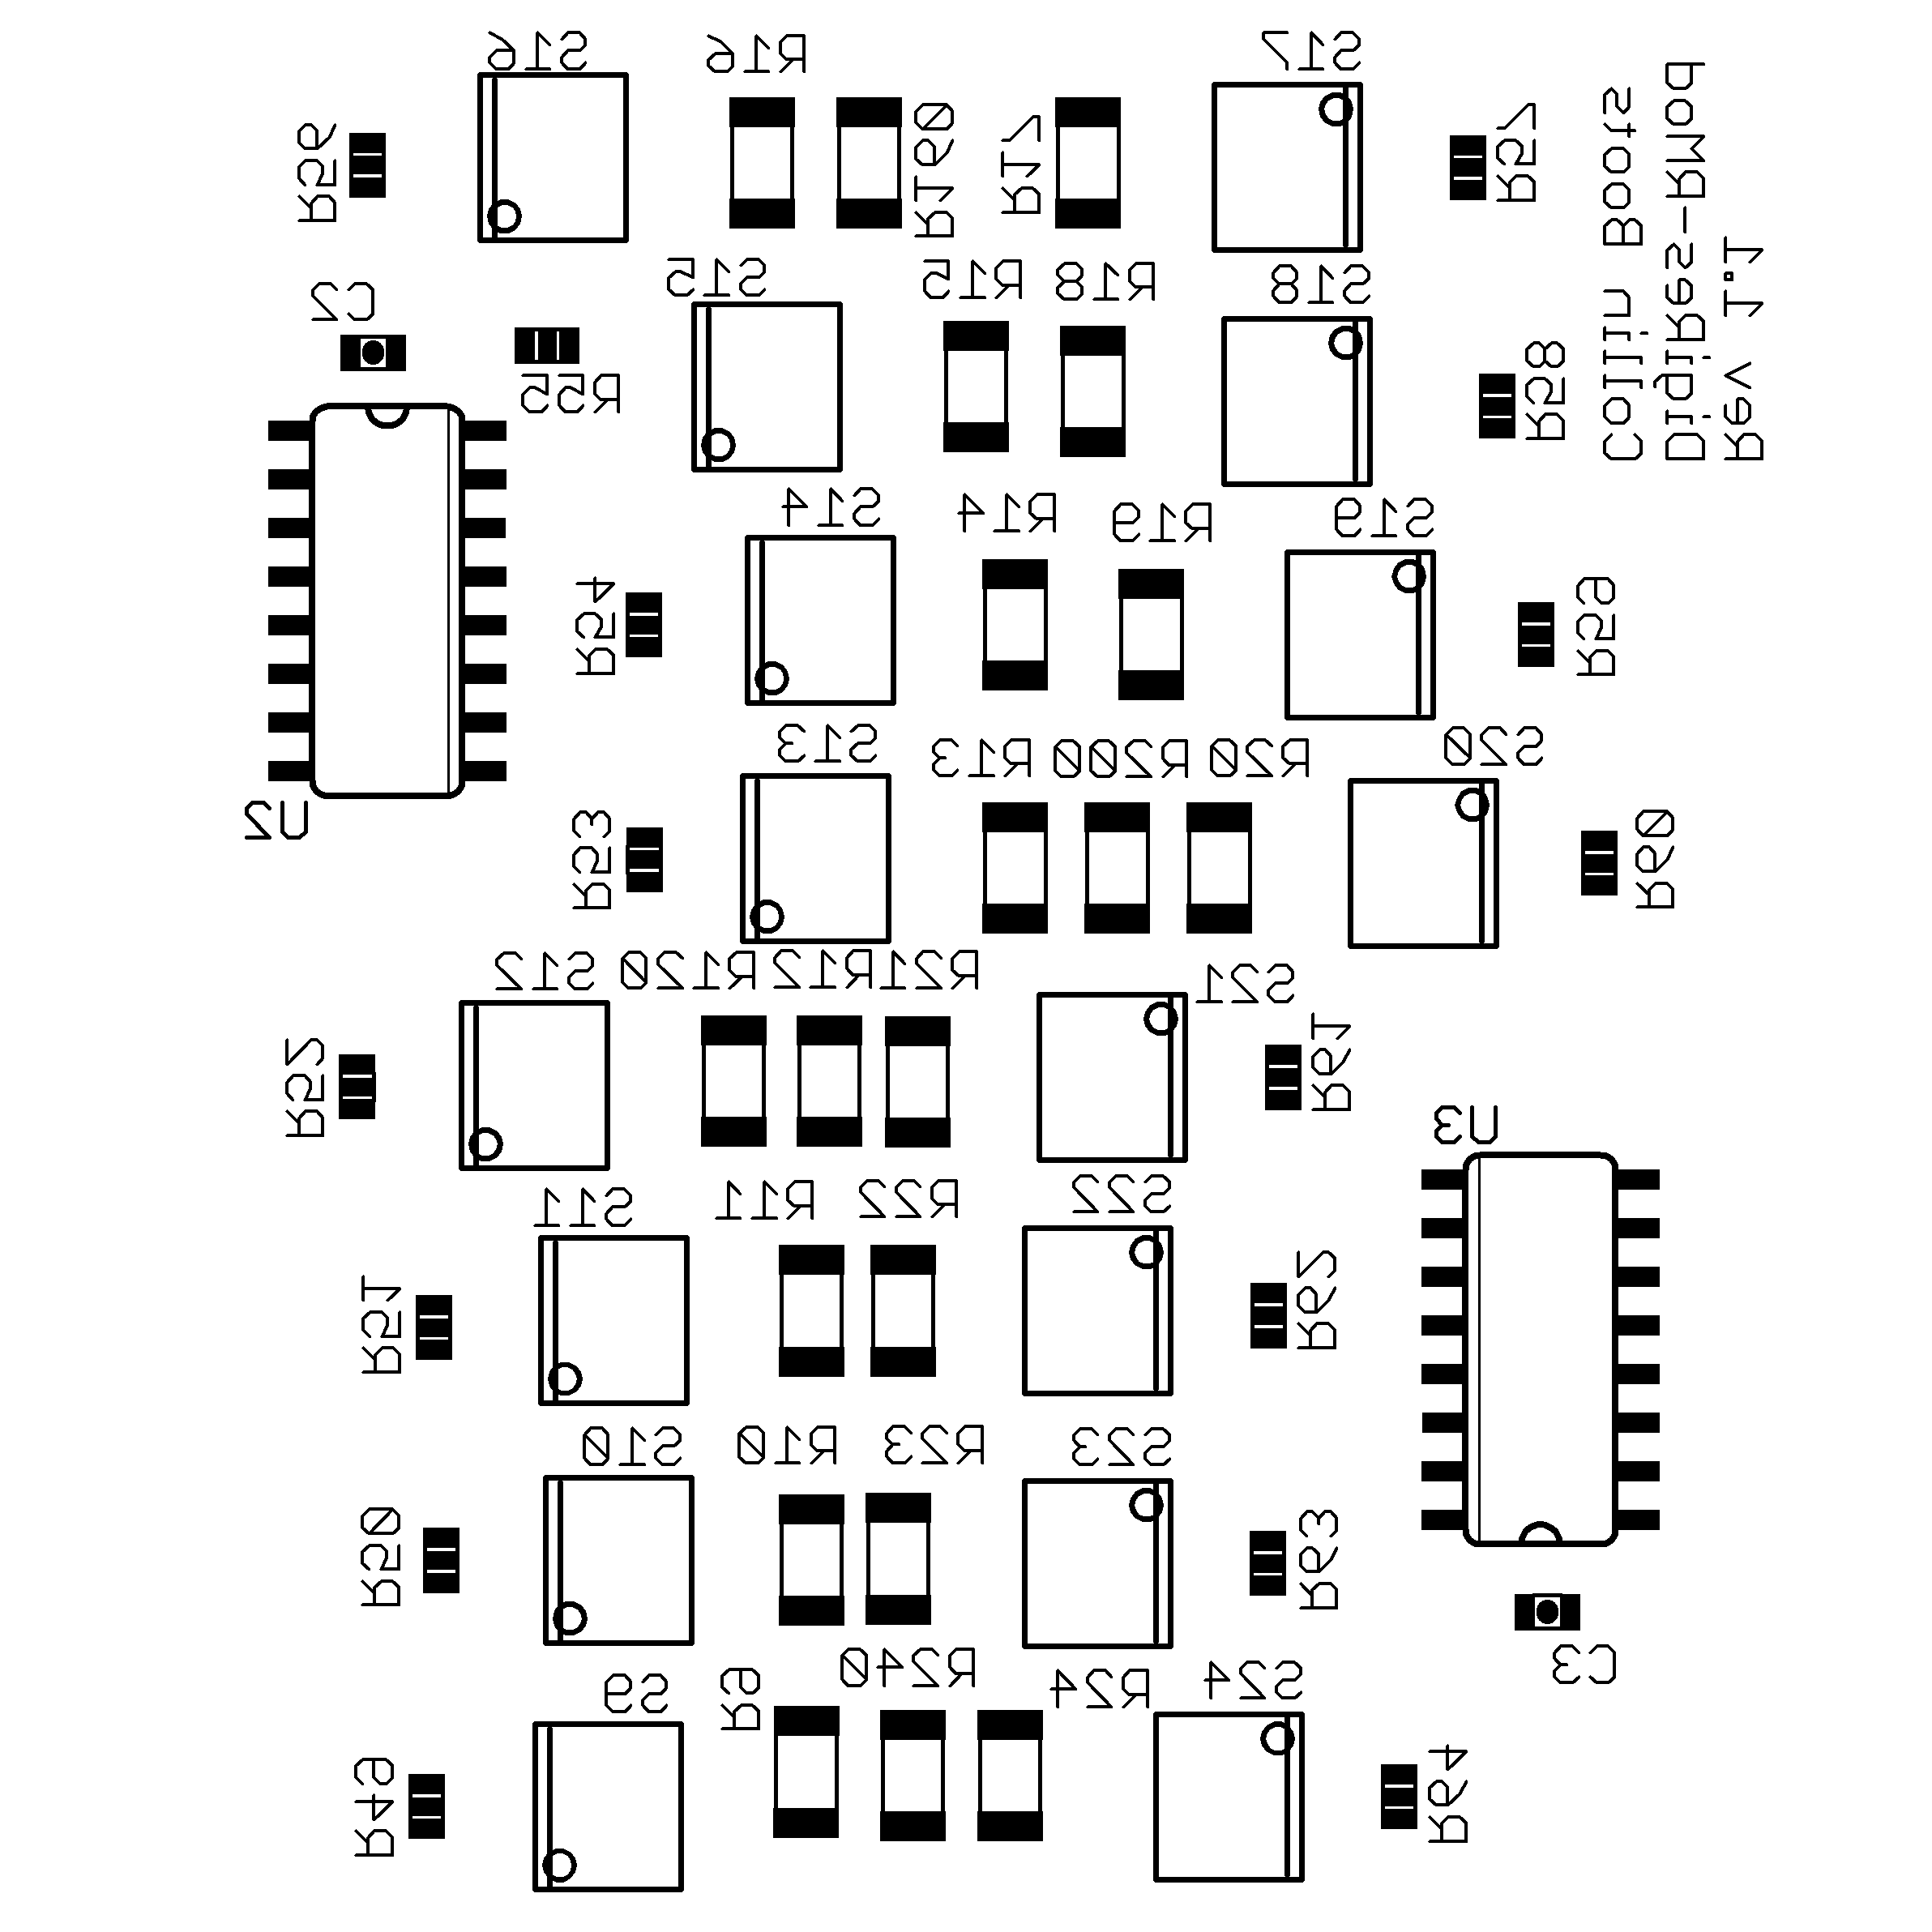 S16
R16
S17
R56
R160
R17
R57
Collin Boots
DigiRes-RMob
Rev 1.1
C2
S15
R15
R18
S18
R55
R58
S14
R14
R19
S19
R54
R59
S13
R13
R200
R20
S20
U2
R53
R60
S12
R120
R12
R21
S21
R52
R61
U3
S11
R11
R22
S22
R51
R62
S10
R10
R23
S23
R50
R63
S9
R9
R240
R24
S24
C3
R49
R64